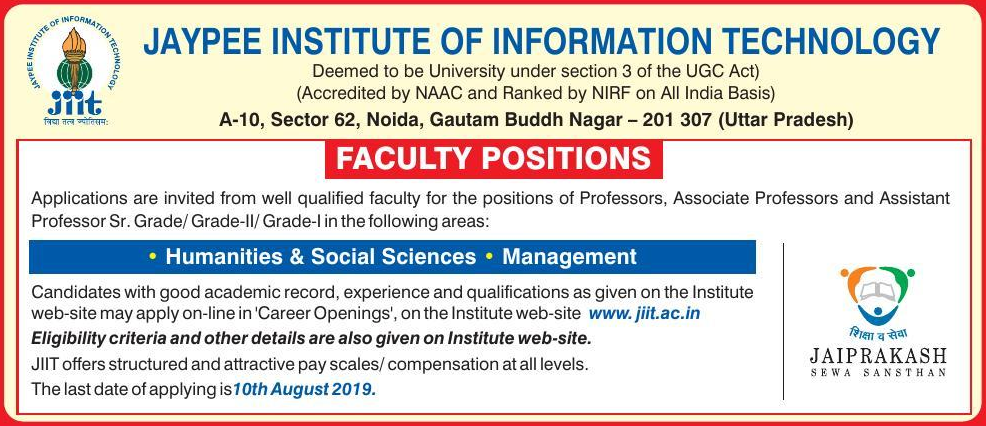 JAYPEE INSTITUTE OF INFORMATION TECHNOLOGY
jiit
विद्या तत्व ज्योतिसमः
JAYPEE INSTITUTE OF INFORMATION TECHNOLOGY
Deemed to be University under section 3 of the UGC Act)
(Accredited by NAAC and Ranked by NIRF on All India Basis)
A-10, Sector 62, Noida, Gautam Buddh Nagar – 201 307 (Uttar Pradesh)
FACULTY POSITIONS
Applications are invited from well qualified faculty for the positions of Professors, Associate Professors and Assistant
Professor Sr. Grade/ Grade-II/ Grade-I in the following areas:
• Humanities & Social Sciences • Management
Candidates with good academic record, experience and qualifications as given on the Institute
web-site may apply on-line in 'Career Openings', on the Institute web-site www. jiit.ac.in
Eligibility criteria and other details are also given on Institute web-site.
JIIT offers structured and attractive pay scales/ compensation at all levels.
The last date of applying is 10th August 2019.
शिक्षा व सेवा
JAIPRAKASH
SEWA SANSTHAN